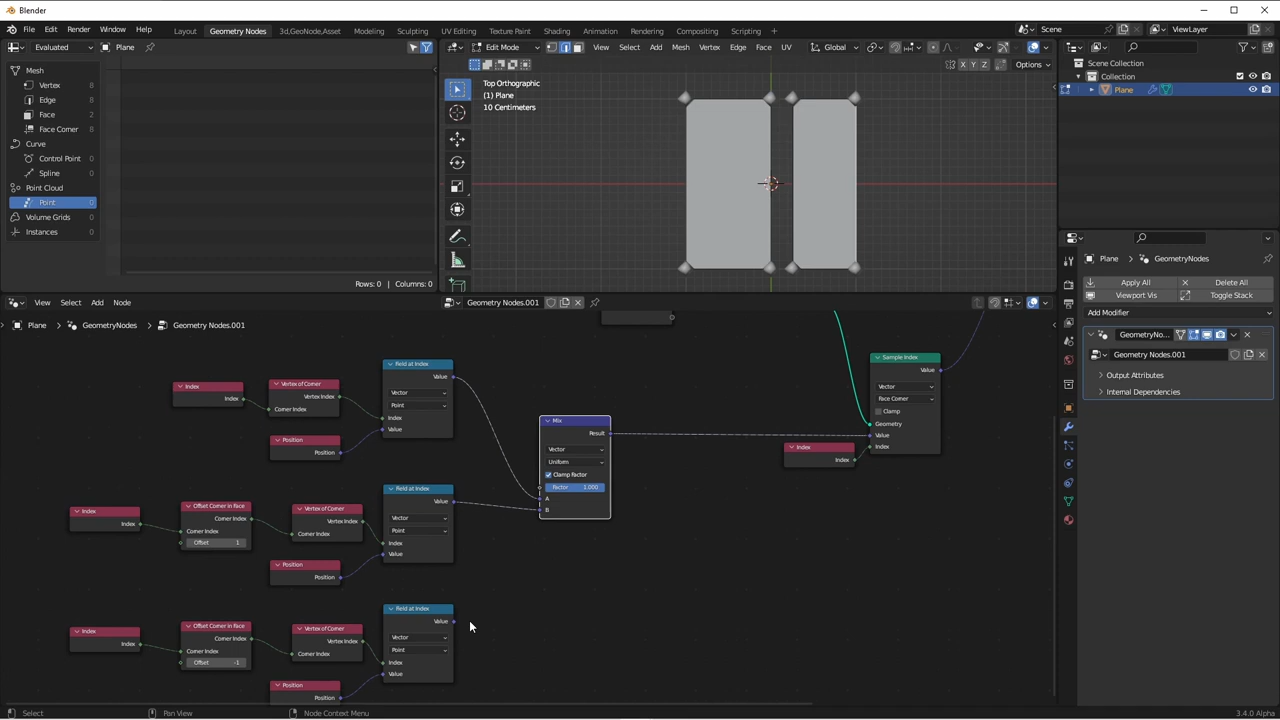 Blender
File Edit Render Window Help Layout Geometry Nodes 3d,GeoNode,Asset Modeling Sculpting UV Editing Texture Paint Shading Animation Rendering Compositing Scripting + Scene ViewLayer
Evaluated Plane
Mesh
Vertex 8
Edge 8
Face 2
Face Corner 8
Curve
Control Point 0
Spline 0
Point Cloud
Point 0
Volume Grids 0
Instances 0
Rows: 0 | Columns: 0
Edit Mode View Select Add Mesh Vertex Edge Face UV Global
X Y Z Options
Top Orthographic
(1) Plane
10 Centimeters
Scene Collection
Collection
Plane
View Select Add Node Geometry Nodes.001
Plane > GeometryNodes > Geometry Nodes.001
Index
Index
Vertex of Corner
Vertex Index
Corner Index
Position
Position
Field at Index
Value
Vector
Point
Index
Value
Index
Index
Offset Corner in Face
Corner Index
Corner Index
Offset 1
Vertex of Corner
Vertex Index
Corner Index
Position
Position
Field at Index
Value
Vector
Point
Index
Value
Index
Index
Offset Corner in Face
Corner Index
Corner Index
Offset -1
Vertex of Corner
Vertex Index
Corner Index
Position
Position
Field at Index
Value
Vector
Point
Index
Value
Mix
Result
Vector
Uniform
Clamp Factor
Factor 1.000
A
B
Index
Index
Sample Index
Value
Vector
Face Corner
Clamp
Geometry
Value
Index
Plane > GeometryNodes
Apply All Delete All
Viewport Vis Toggle Stack
Add Modifier
GeometryNo...
Geometry Nodes.001
Output Attributes
Internal Dependencies
Select Pan View Node Context Menu 3.4.0 Alpha